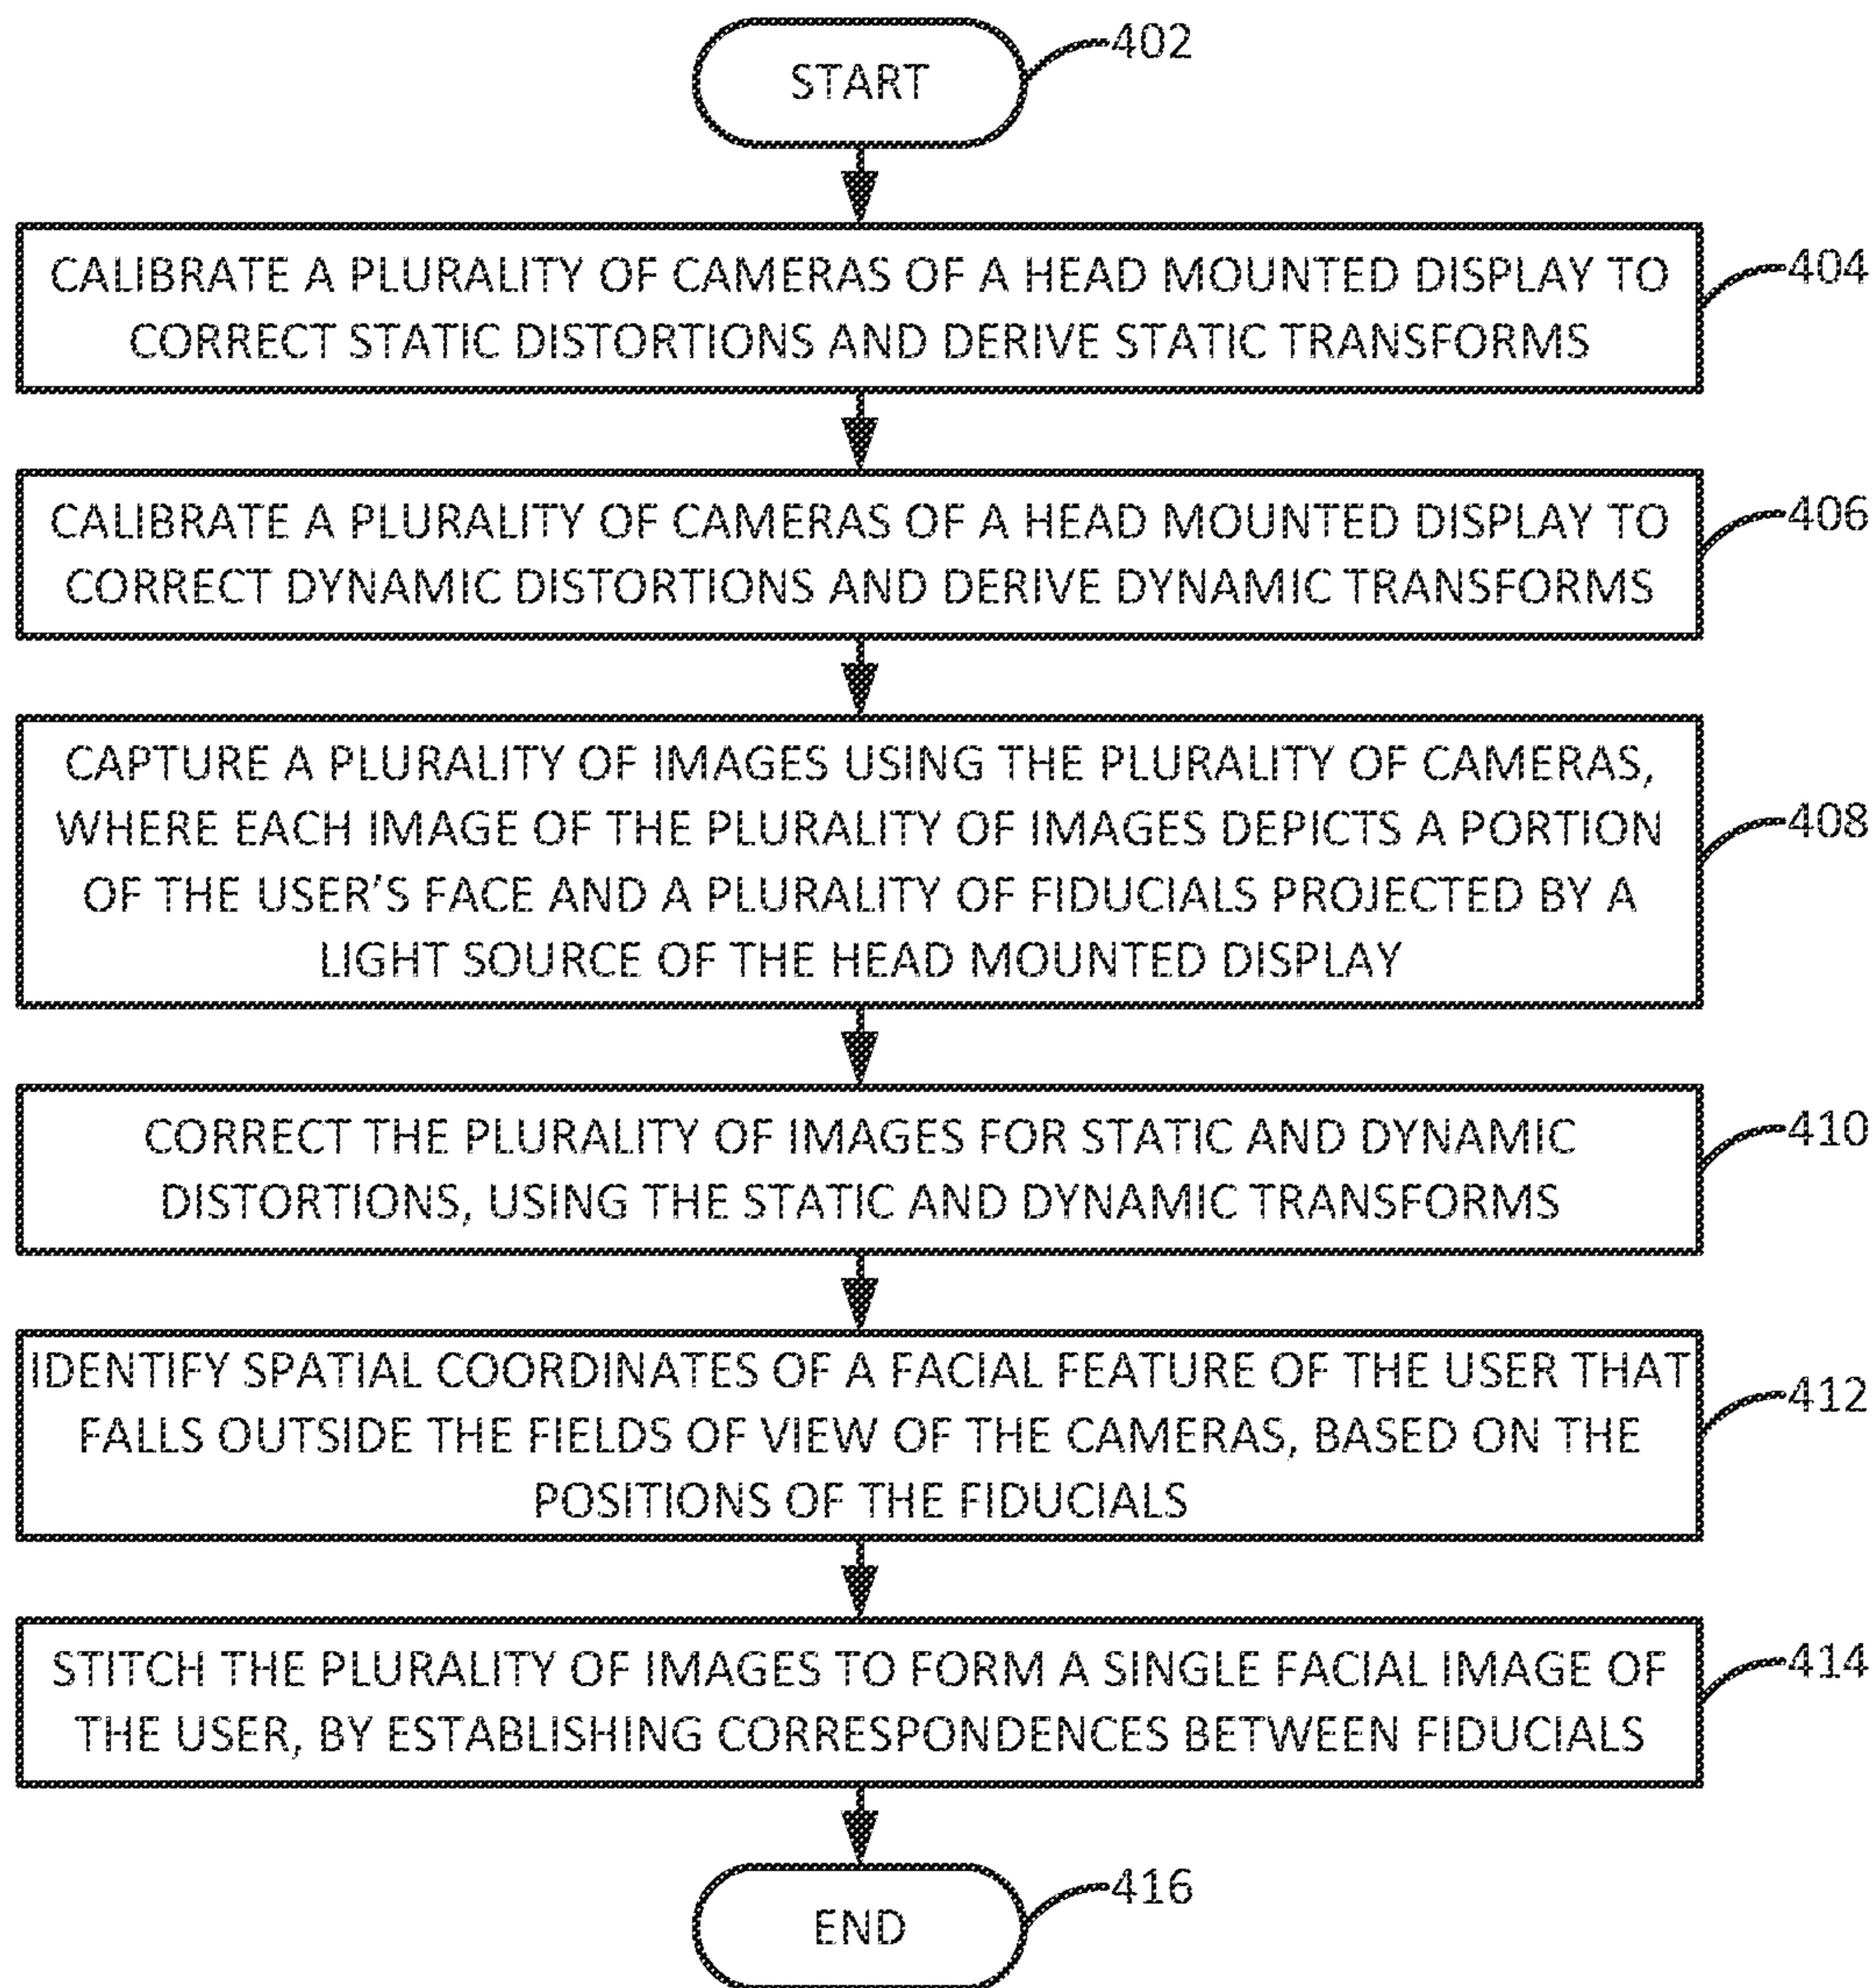 START
402
CALIBRATE A PLURALITY OF CAMERAS OF A HEAD MOUNTED DISPLAY TO
CORRECT STATIC DISTORTIONS AND DERIVE STATIC TRANSFORMS
404
CALIBRATE A PLURALITY OF CAMERAS OF A HEAD MOUNTED DISPLAY TO
CORRECT DYNAMIC DISTORTIONS AND DERIVE DYNAMIC TRANSFORMS
406
CAPTURE A PLURALITY OF IMAGES USING THE PLURALITY OF CAMERAS,
WHERE EACH IMAGE OF THE PLURALITY OF IMAGES DEPICTS A PORTION
OF THE USER'S FACE AND A PLURALITY OF FIDUCIALS PROJECTED BY A
LIGHT SOURCE OF THE HEAD MOUNTED DISPLAY
408
CORRECT THE PLURALITY OF IMAGES FOR STATIC AND DYNAMIC
DISTORTIONS, USING THE STATIC AND DYNAMIC TRANSFORMS
410
IDENTIFY SPATIAL COORDINATES OF A FACIAL FEATURE OF THE USER THAT
FALLS OUTSIDE THE FIELDS OF VIEW OF THE CAMERAS, BASED ON THE
POSITIONS OF THE FIDUCIALS
412
STITCH THE PLURALITY OF IMAGES TO FORM A SINGLE FACIAL IMAGE OF
THE USER, BY ESTABLISHING CORRESPONDENCES BETWEEN FIDUCIALS
414
END
416